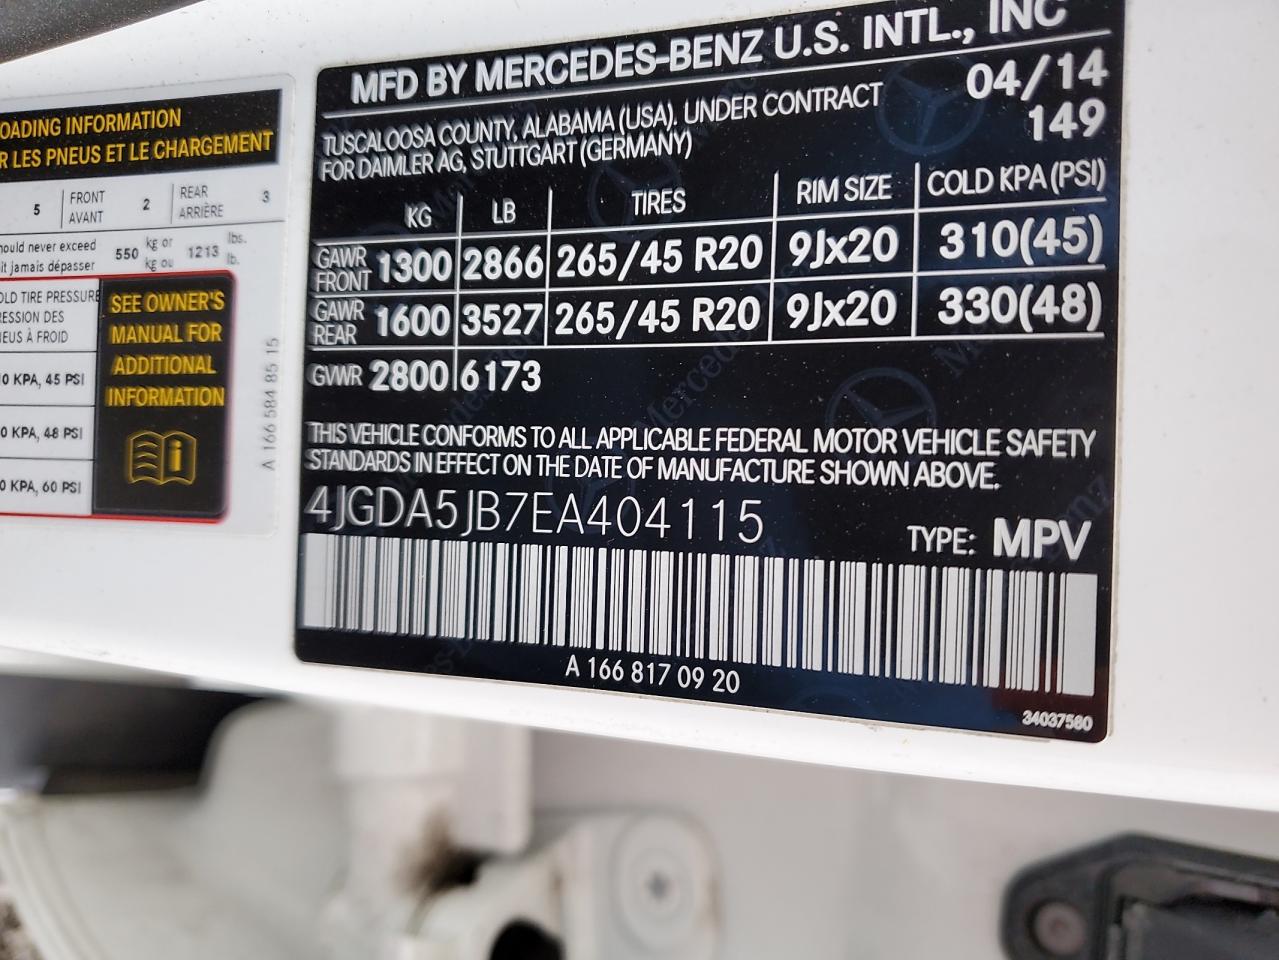 OADING INFORMATION
R LES PNEUS ET LE CHARGEMENT
5 FRONT AVANT 2 REAR ARRIÈRE 3
should never exceed 550 kg or 1213 lbs.
it jamais dépasser kg ou lb.
OLD TIRE PRESSURE
ESSION DES
NEUS À FROID
10 KPA, 45 PSI
0 KPA, 48 PSI
0 KPA, 60 PSI
SEE OWNER'S
MANUAL FOR
ADDITIONAL
INFORMATION
A 166 584 85 15
MFD BY MERCEDES-BENZ U.S. INTL., INC
TUSCALOOSA COUNTY, ALABAMA (USA), UNDER CONTRACT
FOR DAIMLER AG, STUTTGART (GERMANY)
04/14
149
KG LB TIRES RIM SIZE COLD KPA (PSI)
GAWR FRONT 1300 2866 265/45 R20 9Jx20 310(45)
GAWR REAR 1600 3527 265/45 R20 9Jx20 330(48)
GVWR 2800 6173
THIS VEHICLE CONFORMS TO ALL APPLICABLE FEDERAL MOTOR VEHICLE SAFETY
STANDARDS IN EFFECT ON THE DATE OF MANUFACTURE SHOWN ABOVE.
4JGDA5JB7EA404115
TYPE: MPV
A 166 817 09 20
34037580